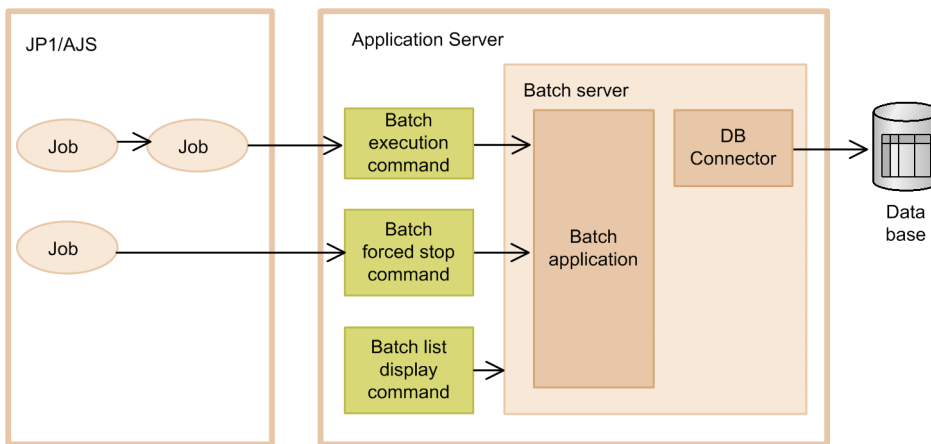 JP1/AJS
Job
Job
Job
Application Server
Batch
execution
command
Batch
forced stop
command
Batch list
display
command
Batch server
Batch
application
DB
Connector
Data
base